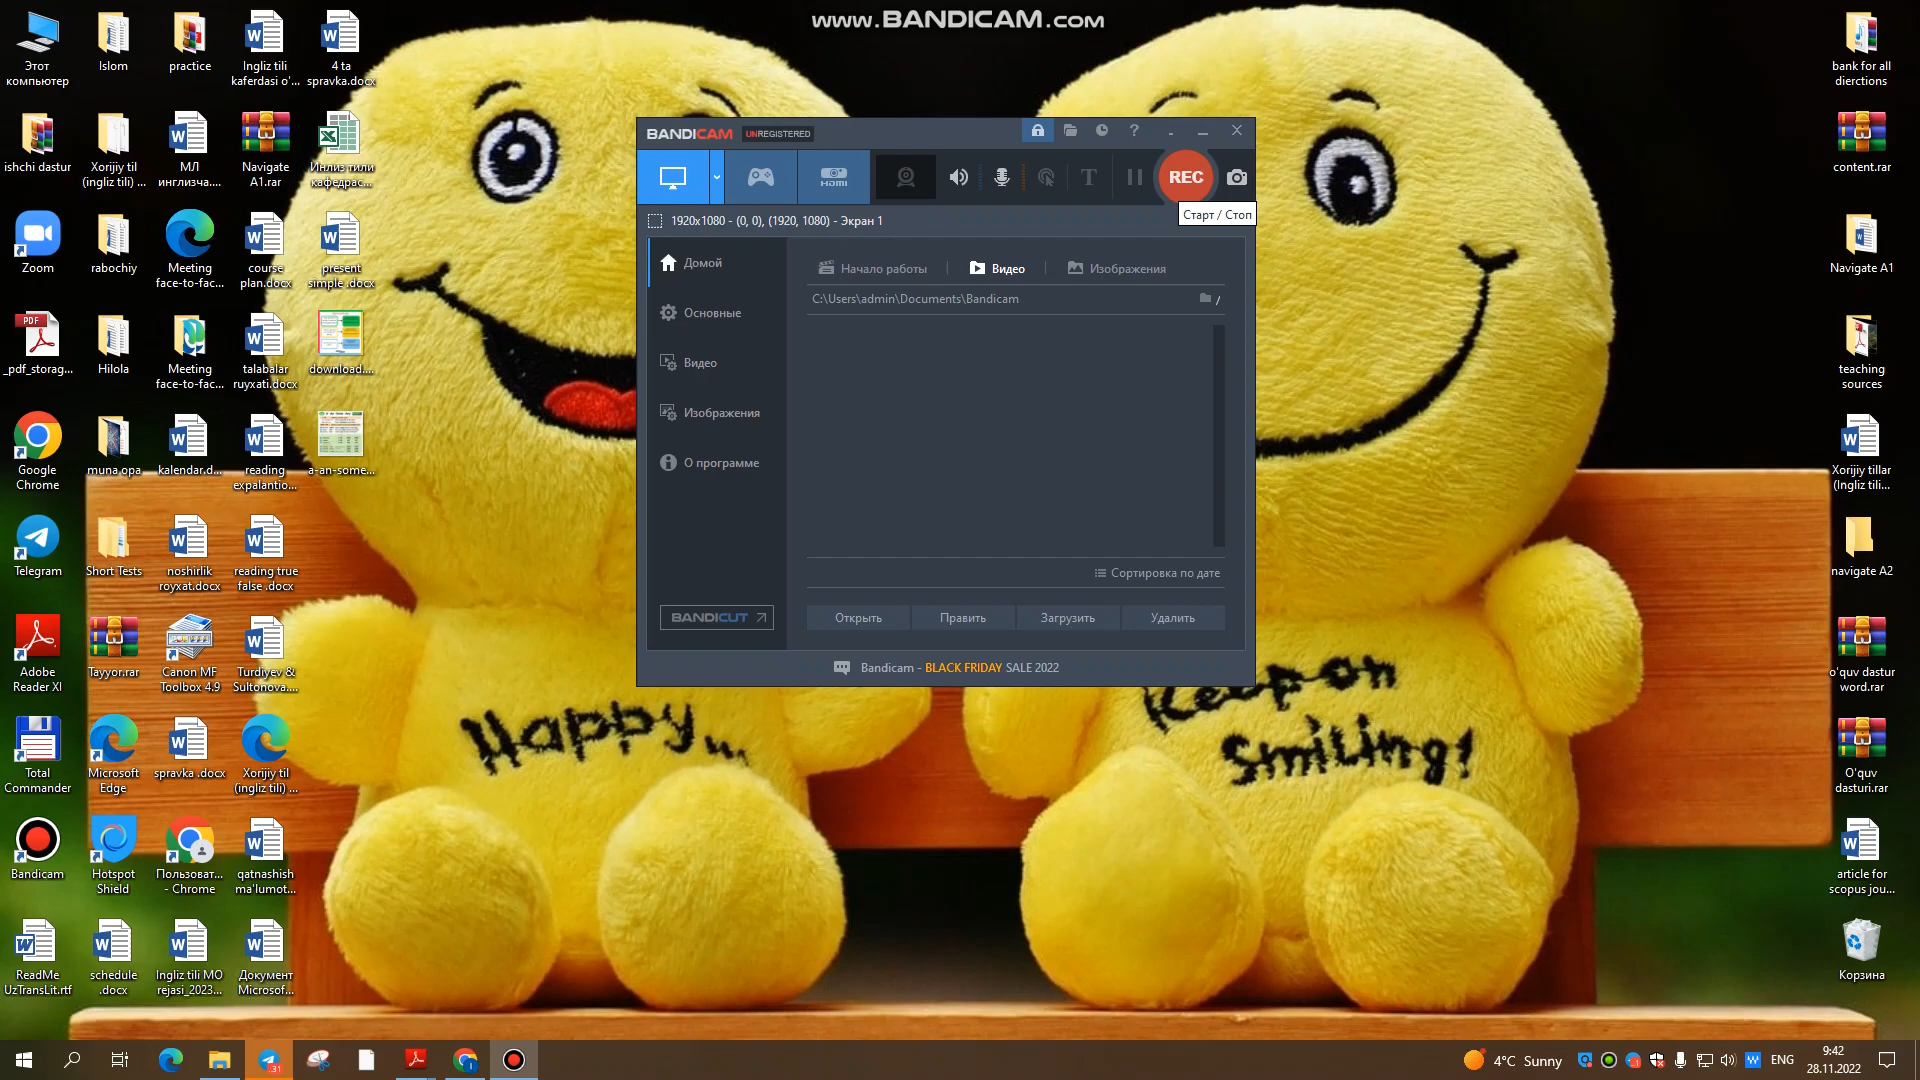 www.BANDICAM.com
Этот
компьютер
Islom
practice
Ingliz tili
kaferdasi o'...
4 ta
spravka.docx
ishchi dastur
Xorijiy til
(ingliz tili) ...
МЛ
инглизча....
Navigate
A1.rar
Инлиз тили
кафедрас...
Zoom
rabochiy
Meeting
face-to-fac...
course
plan.docx
present
simple .docx
_pdf_storag...
Hilola
Meeting
face-to-fac...
talabalar
ruyxati.docx
download....
Google
Chrome
muna opa
kalendar.d...
reading
expalantio...
a-an-some...
Telegram
Short Tests
noshirlik
royxat.docx
reading true
false .docx
Adobe
Reader XI
Tayyor.rar
Canon MF
Toolbox 4.9
Turdiyev &
Sultonova....
Total
Commander
Microsoft
Edge
spravka .docx
Xorijiy til
(ingliz tili) ...
Bandicam
Hotspot
Shield
Пользоват...
- Chrome
qatnashish
ma'lumot...
ReadMe
UzTransLit.rtf
schedule
.docx
Ingliz tili MO
rejasi_2023...
Документ
Microsof...
BANDICAM UNREGISTERED
HDMI
REC
Старт / Стоп
1920x1080 - (0, 0), (1920, 1080) - Экран 1
Домой
Основные
Видео
Изображения
О программе
BANDICUT
Начало работы
Видео
Изображения
C:\Users\admin\Documents\Bandicam
Сортировка по дате
Открыть
Править
Загрузить
Удалить
Bandicam - BLACK FRIDAY SALE 2022
Happy...
Keep on
Smiling!
bank for all
dierctions
content.rar
Navigate A1
teaching
sources
Xorijiy tillar
(Ingliz tili...
navigate A2
o'quv dastur
word.rar
O'quv
dasturi.rar
article for
scopus jou...
Корзина
4°C Sunny
ENG
9:42
28.11.2022